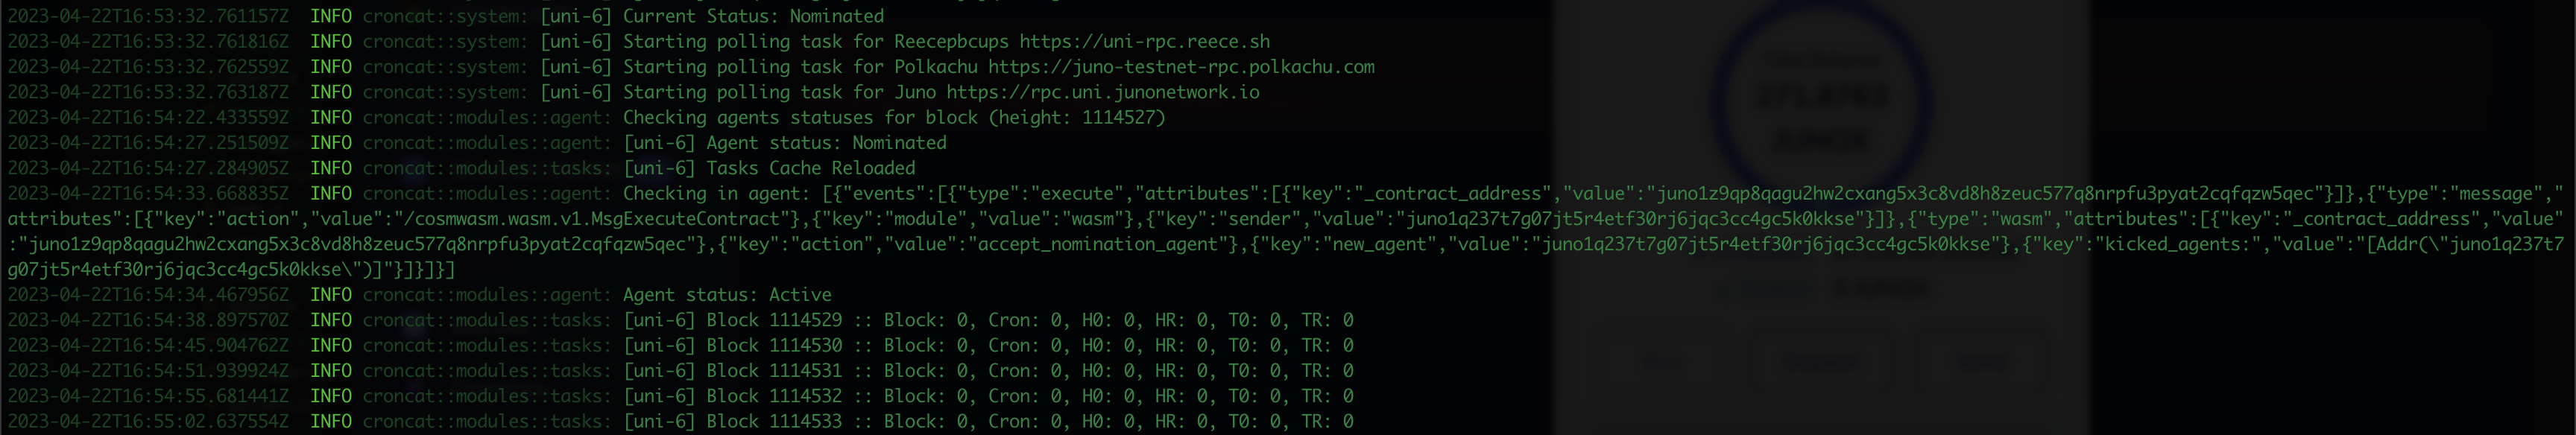 2023-04-22T16:53:32.761157Z  INFO croncat::system: [uni-6] Current Status: Nominated
2023-04-22T16:53:32.761816Z  INFO croncat::system: [uni-6] Starting polling task for Reecepbcups https://uni-rpc.reece.sh
2023-04-22T16:53:32.762559Z  INFO croncat::system: [uni-6] Starting polling task for Polkachu https://juno-testnet-rpc.polkachu.com
2023-04-22T16:53:32.763187Z  INFO croncat::system: [uni-6] Starting polling task for Juno https://rpc.uni.junonetwork.io
2023-04-22T16:54:22.433559Z  INFO croncat::modules::agent: Checking agents statuses for block (height: 1114527)
2023-04-22T16:54:27.251509Z  INFO croncat::modules::agent: [uni-6] Agent status: Nominated
2023-04-22T16:54:27.284905Z  INFO croncat::modules::tasks: [uni-6] Tasks Cache Reloaded
2023-04-22T16:54:33.668835Z  INFO croncat::modules::agent: Checking in agent: [{"events":[{"type":"execute","attributes":[{"key":"_contract_address","value":"juno1z9qp8qagu2hw2cxang5x3c8vd8h8zeuc577q8nrpfu3pyat2cqfqzw5qec"}]},{"type":"message","
attributes":[{"key":"action","value":"/cosmwasm.wasm.v1.MsgExecuteContract"},{"key":"module","value":"wasm"},{"key":"sender","value":"juno1q237t7g07jt5r4etf30rj6jqc3cc4gc5k0kkse"}]},{"type":"wasm","attributes":[{"key":"_contract_address","value"
:"juno1z9qp8qagu2hw2cxang5x3c8vd8h8zeuc577q8nrpfu3pyat2cqfqzw5qec"},{"key":"action","value":"accept_nomination_agent"},{"key":"new_agent","value":"juno1q237t7g07jt5r4etf30rj6jqc3cc4gc5k0kkse"},{"key":"kicked_agents:","value":"[Addr(\"juno1q237t7
g07jt5r4etf30rj6jqc3cc4gc5k0kkse\")]"}]}]}]
2023-04-22T16:54:34.467956Z  INFO croncat::modules::agent: Agent status: Active
2023-04-22T16:54:38.897570Z  INFO croncat::modules::tasks: [uni-6] Block 1114529 :: Block: 0, Cron: 0, H0: 0, HR: 0, T0: 0, TR: 0
2023-04-22T16:54:45.904762Z  INFO croncat::modules::tasks: [uni-6] Block 1114530 :: Block: 0, Cron: 0, H0: 0, HR: 0, T0: 0, TR: 0
2023-04-22T16:54:51.939924Z  INFO croncat::modules::tasks: [uni-6] Block 1114531 :: Block: 0, Cron: 0, H0: 0, HR: 0, T0: 0, TR: 0
2023-04-22T16:54:55.681441Z  INFO croncat::modules::tasks: [uni-6] Block 1114532 :: Block: 0, Cron: 0, H0: 0, HR: 0, T0: 0, TR: 0
2023-04-22T16:55:02.637554Z  INFO croncat::modules::tasks: [uni-6] Block 1114533 :: Block: 0, Cron: 0, H0: 0, HR: 0, T0: 0, TR: 0